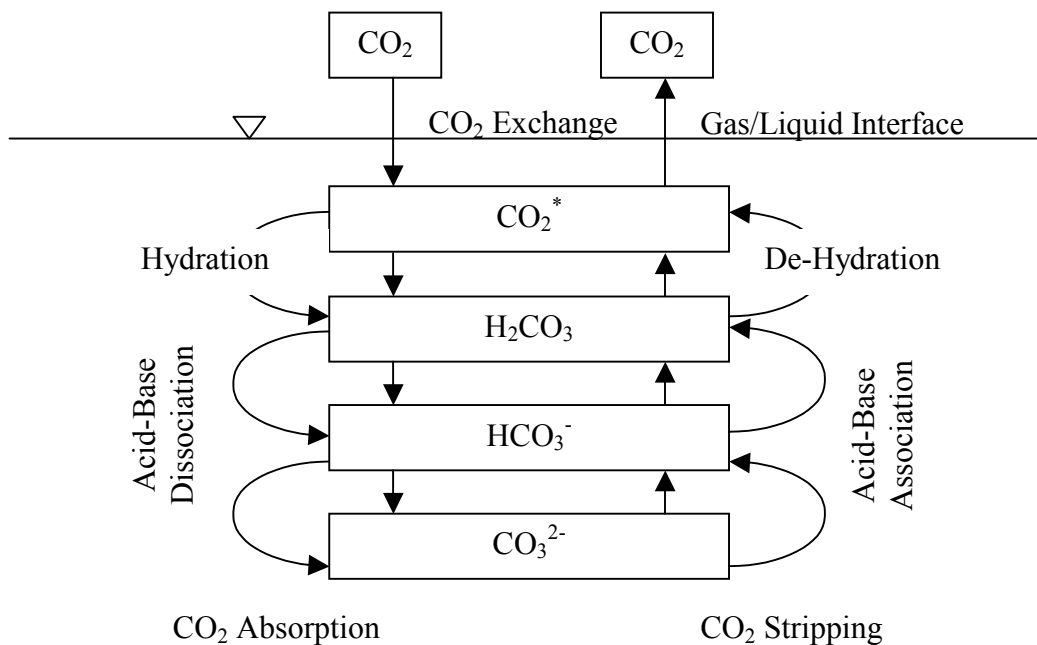 CO₂ CO₂
CO₂ Exchange Gas/Liquid Interface
CO₂*
Hydration De-Hydration
H₂CO₃
Acid-Base
Dissociation
HCO₃⁻
Acid-Base
Association
CO₃²⁻
CO₂ Absorption CO₂ Stripping